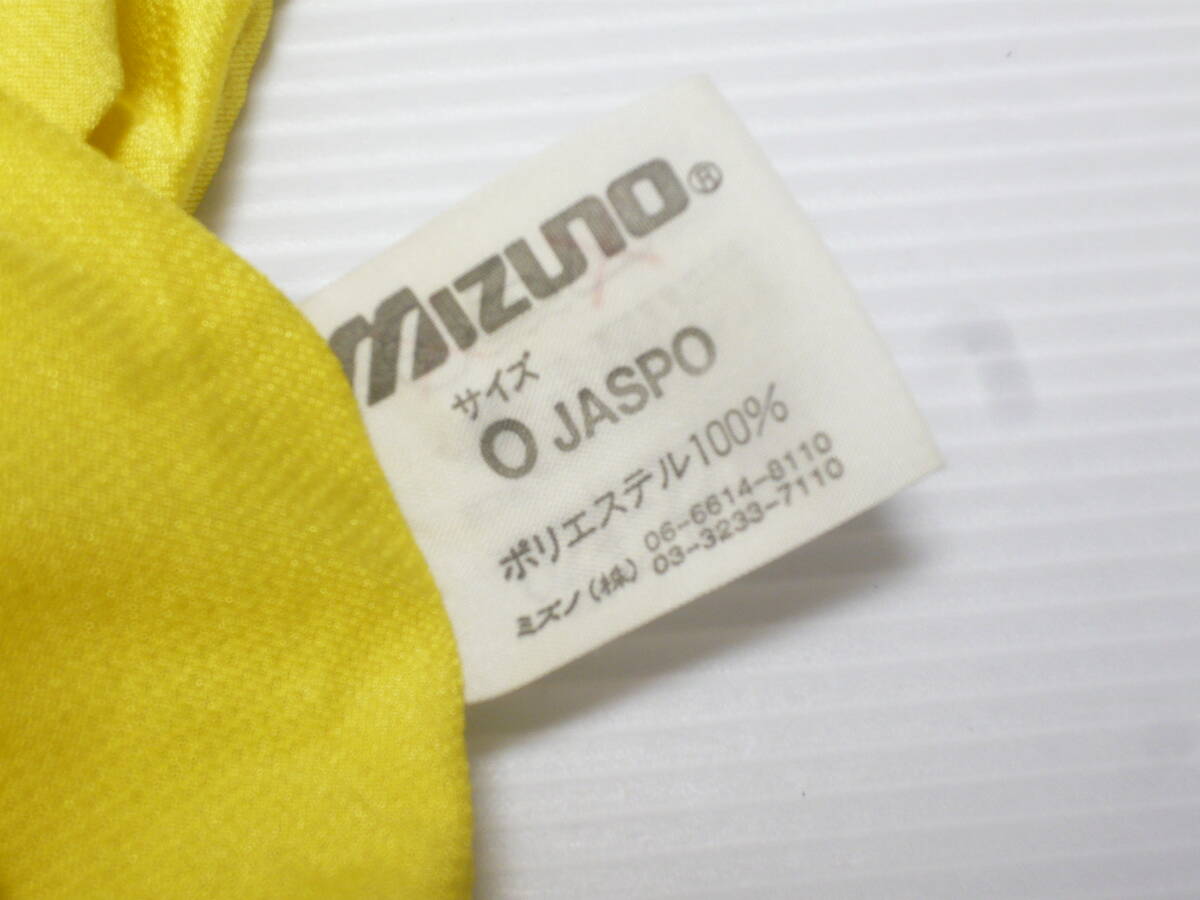 MIZUNO®
サイズ
O JASPO
ポリエステル100%
06-6614-8110
ミズノ(株) 03-3233-7110